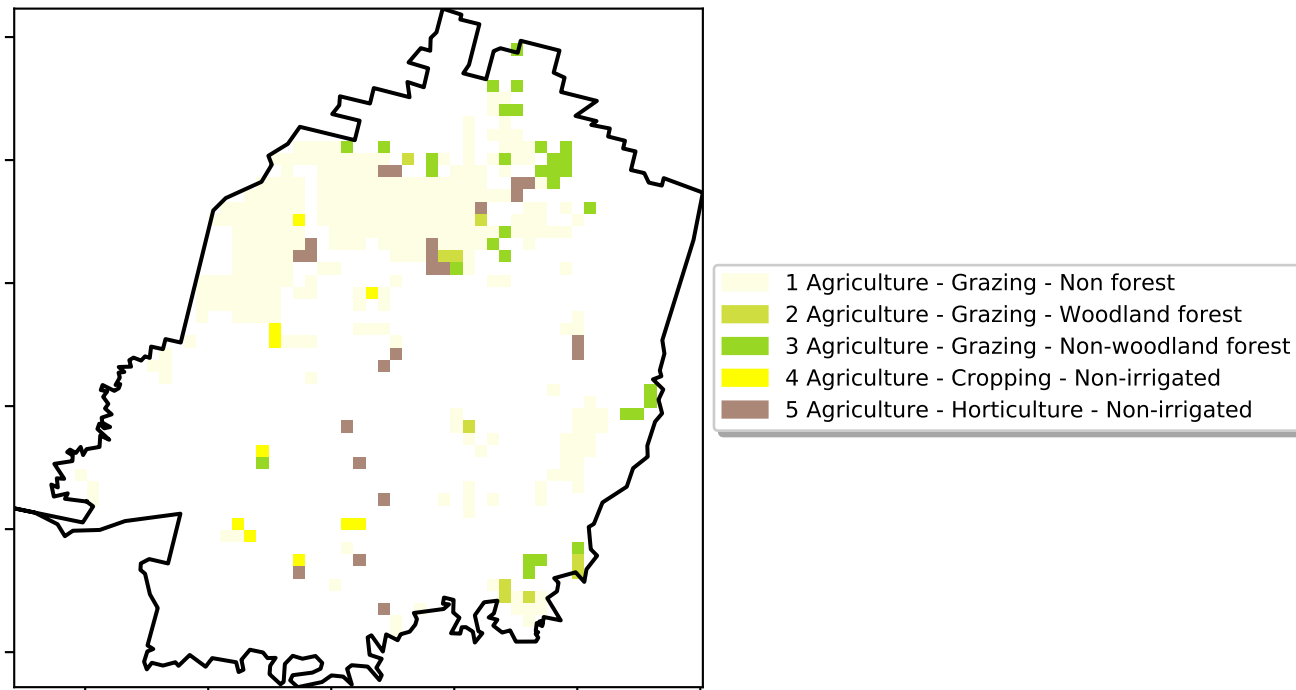 1 Agriculture - Grazing - Non forest
2 Agriculture - Grazing - Woodland forest
3 Agriculture - Grazing - Non-woodland forest
4 Agriculture - Cropping - Non-irrigated
5 Agriculture - Horticulture - Non-irrigated